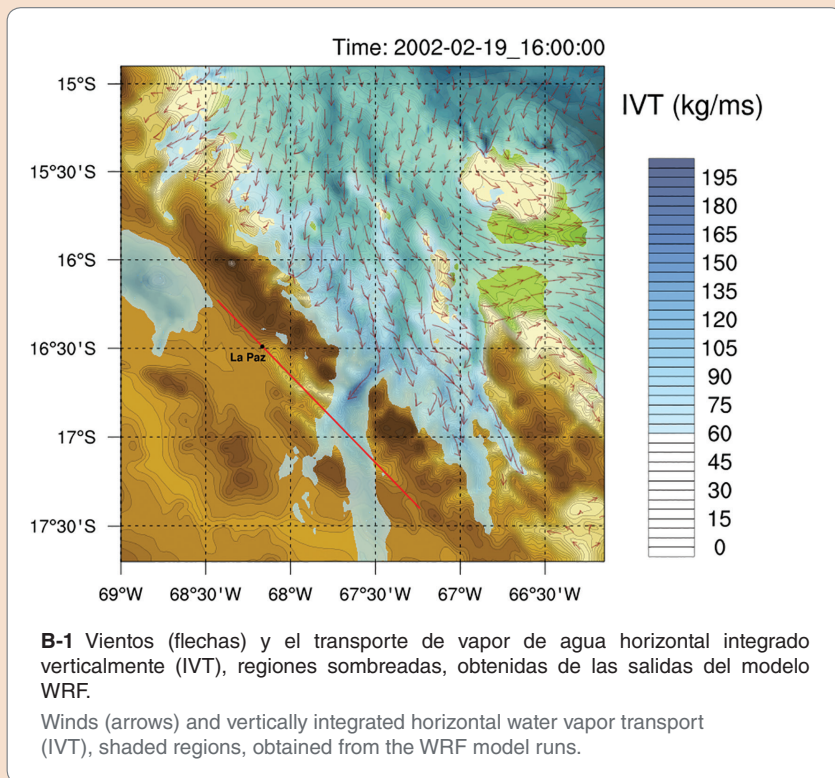 Time: 2002-02-19_16:00:00
IVT (kg/ms)
15°S
15°30'S
16°S
16°30'S
17°S
17°30'S
La Paz
69°W 68°30'W 68°W 67°30'W 67°W 66°30'W
195
180
165
150
135
120
105
90
75
60
45
30
15
0
B-1 Vientos (flechas) y el transporte de vapor de agua horizontal integrado
verticalmente (IVT), regiones sombreadas, obtenidas de las salidas del modelo
WRF.
Winds (arrows) and vertically integrated horizontal water vapor transport
(IVT), shaded regions, obtained from the WRF model runs.